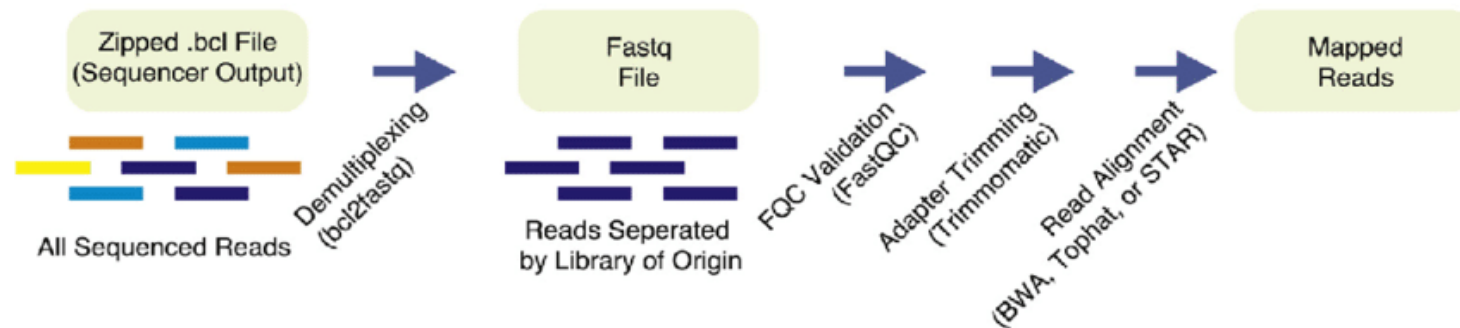 Zipped .bcl File
(Sequencer Output)
All Sequenced Reads
Demultiplexing
(bcl2fastq)
Fastq
File
Reads Seperated
by Library of Origin
FQC Validation
(FastQC)
Adapter Trimming
(Trimmomatic)
Read Alignment
(BWA, Tophat, or STAR)
Mapped
Reads